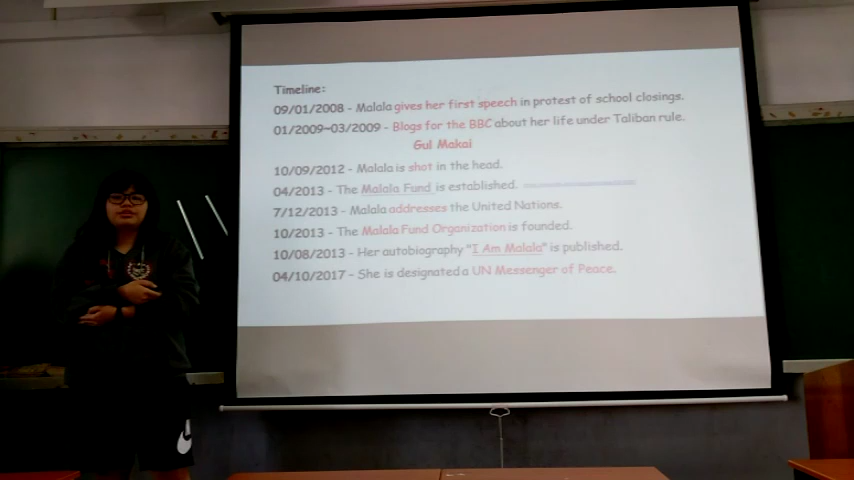 Timeline:
09/01/2008 - Malala gives her first speech in protest of school closings.
01/2009~03/2009 - Blogs for the BBC about her life under Taliban rule.
Gul Makai
10/09/2012 - Malala is shot in the head.
04/2013 - The Malala Fund is established.
7/12/2013 - Malala addresses the United Nations.
10/2013 - The Malala Fund Organization is founded.
10/08/2013 - Her autobiography "I Am Malala" is published.
04/10/2017 - She is designated a UN Messenger of Peace.